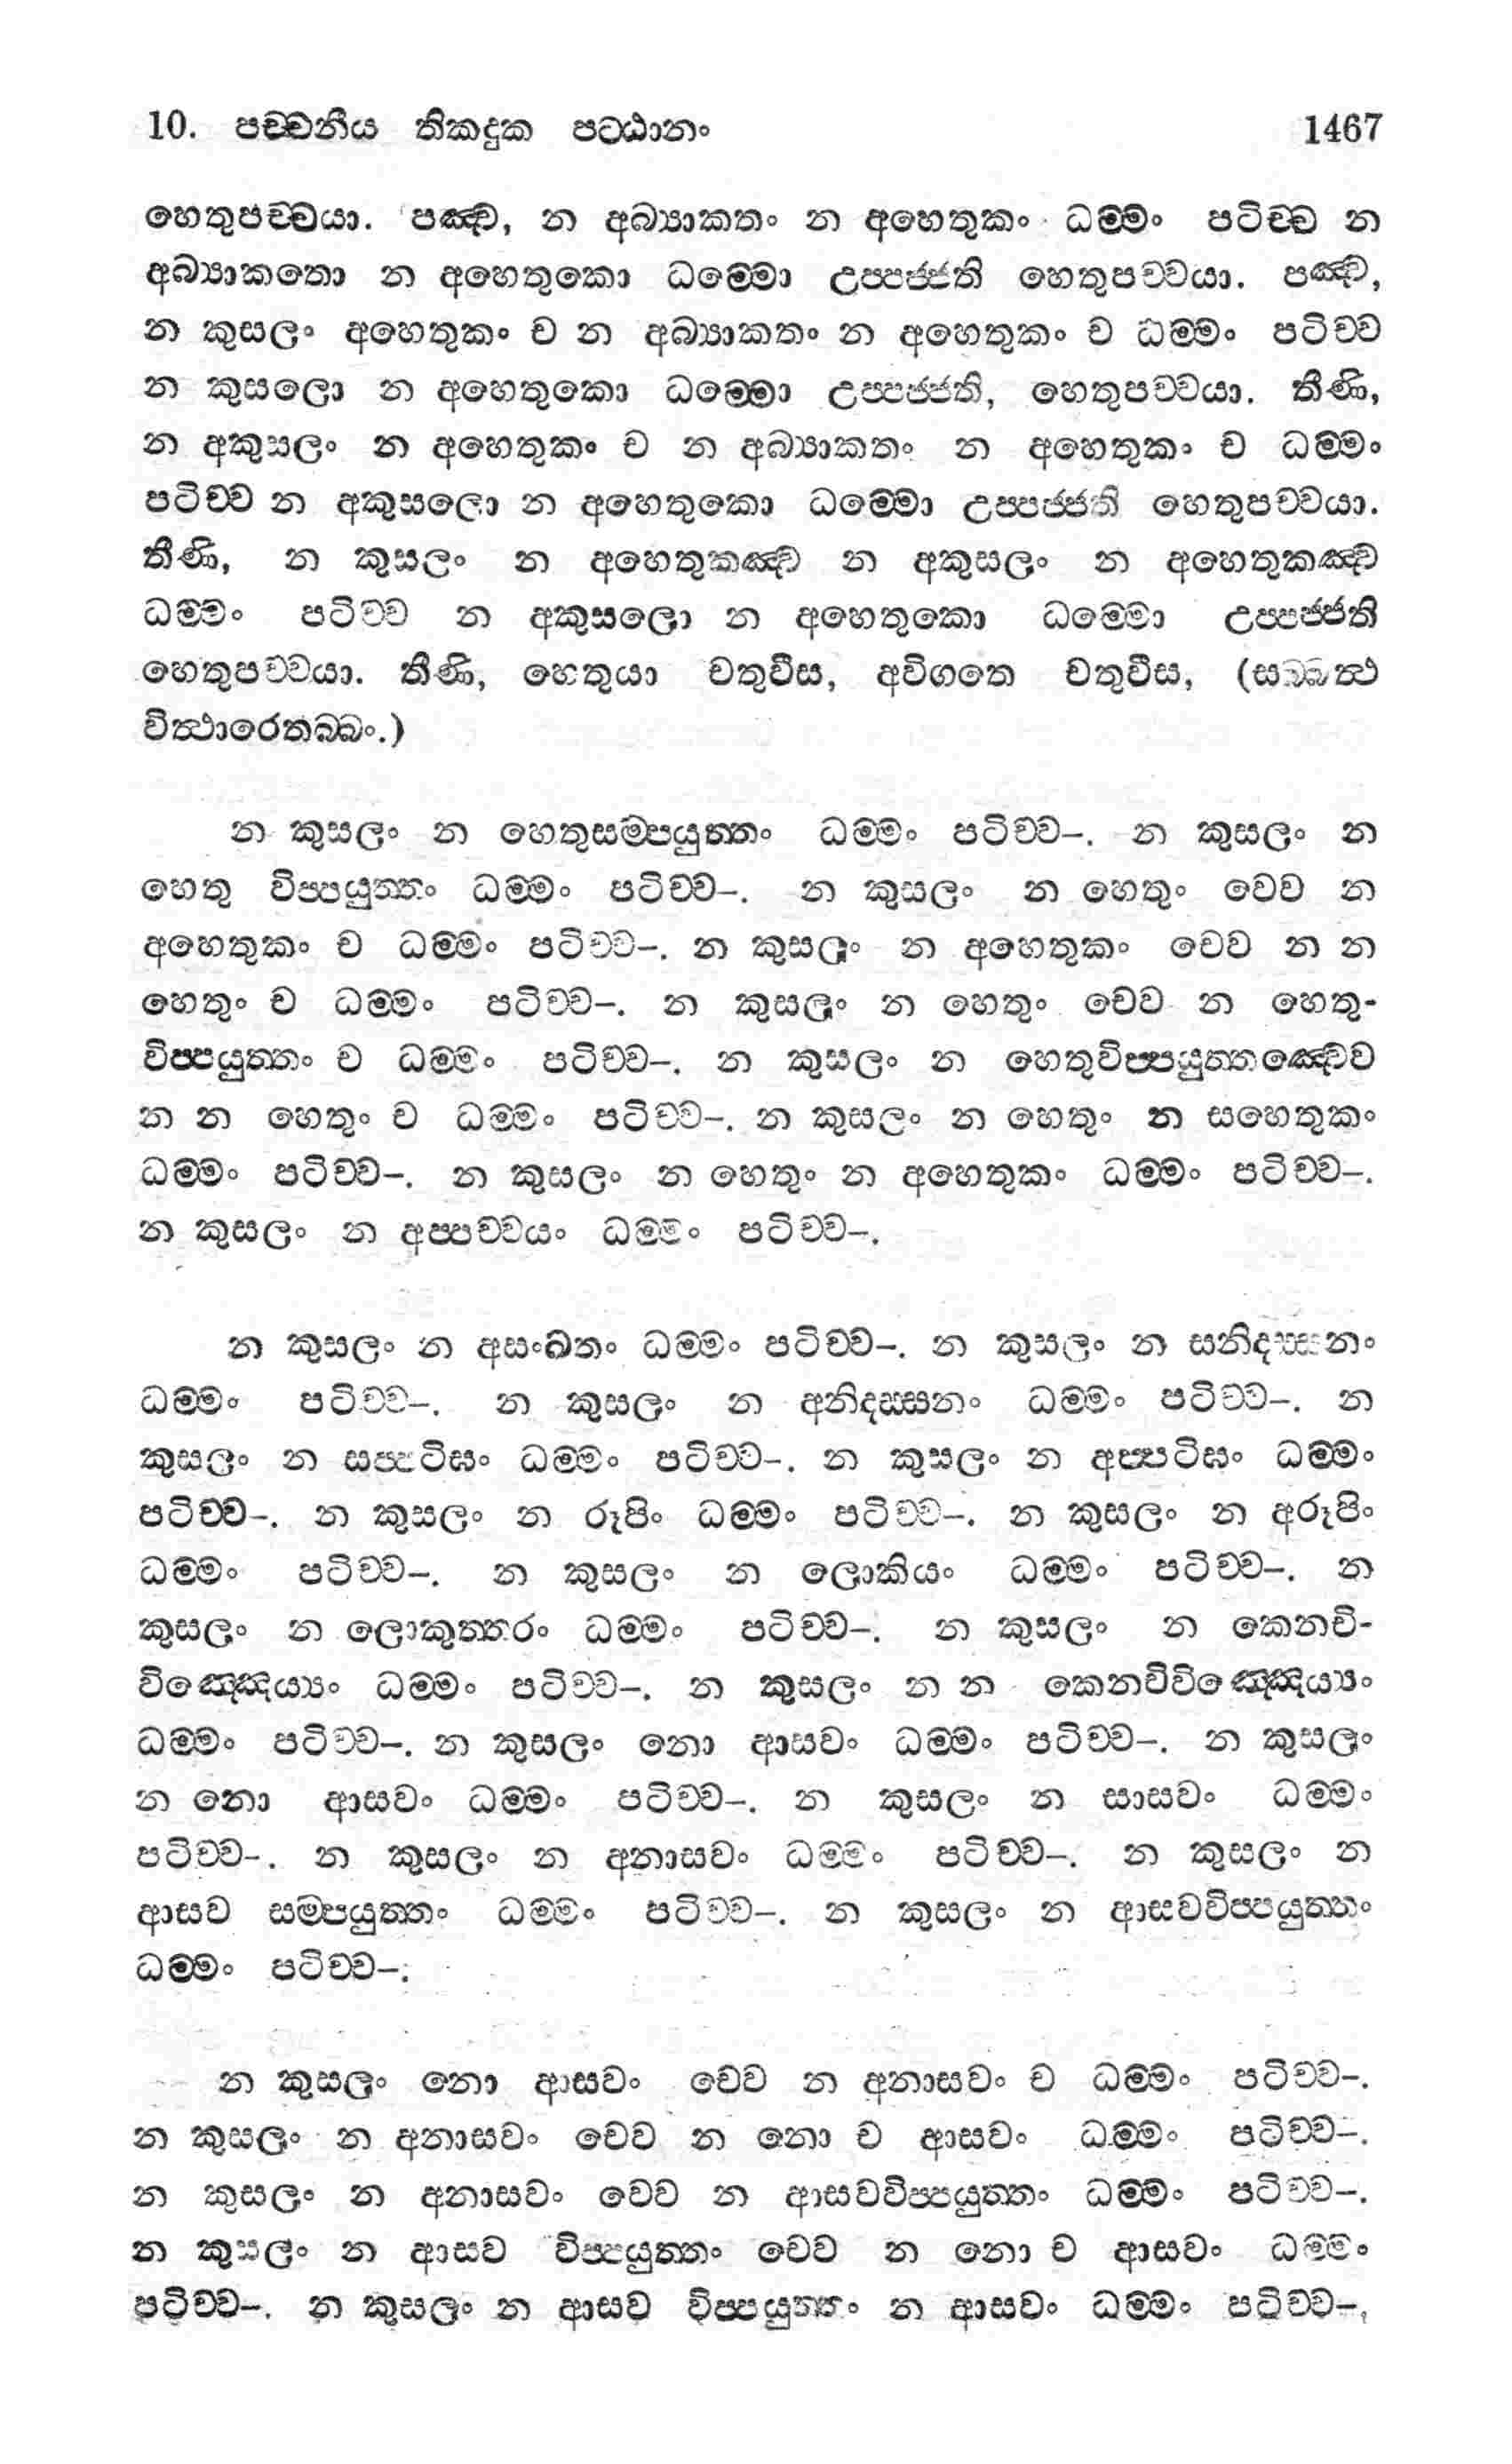 10. පච්චනීය තිකදුක පට්ඨානං 1467
හෙතුපච්චයා. පඤ්ච, න අබ්‍යාකතං න අහෙතුකං ධම්මං පටිච්ච න
අබ්‍යාකතො න අහෙතුකො ධම්මො උප්පජ්ජති හෙතුපච්චයා. පඤ්ච,
න කුසලං අහෙතුකං ච න අබ්‍යාකතං න අහෙතුකං ච ධම්මං පටිච්ච
න කුසලො න අහෙතුකො ධම්මො උප්පජ්ජති, හෙතුපච්චයා. තීණි,
න අකුසලං න අහෙතුකං ච න අබ්‍යාකතං න අහෙතුකං ච ධම්මං
පටිච්ච න අකුසලො න අහෙතුකො ධම්මො උප්පජ්ජති හෙතුපච්චයා.
තීණි, න කුසලං න අහෙතුකඤ්ච න අකුසලං න අහෙතුකඤ්ච
ධම්මං පටිච්ච න අකුසලො න අහෙතුකො ධම්මො උප්පජ්ජති
හෙතුපච්චයා. තීණි, හෙතුයා චතුවීස, අවිගතෙ චතුවීස, (සබ්බත්ථ
විත්ථාරෙතබ්බං.)
න කුසලං න හෙතුසම්පයුත්තං ධම්මං පටිච්ච–. න කුසලං න
හෙතු විප්පයුත්තං ධම්මං පටිච්ච–. න කුසලං න හෙතුං චෙව න
අහෙතුකං ච ධම්මං පටිච්ච–. න කුසලං න අහෙතුකං චෙව න න
හෙතුං ච ධම්මං පටිච්ච–. න කුසලං න හෙතුං චෙව න හෙතු-
විප්පයුත්තං ච ධම්මං පටිච්ච–. න කුසලං න හෙතුවිප්පයුත්තඤ්චෙව
න න හෙතුං ච ධම්මං පටිච්ච–. න කුසලං න හෙතුං න සහෙතුකං
ධම්මං පටිච්ච–. න කුසලං න හෙතුං න අහෙතුකං ධම්මං පටිච්ච–.
න කුසලං න අප්පච්චයං ධම්මං පටිච්ච–.
න කුසලං න අසංඛතං ධම්මං පටිච්ච–. න කුසලං න සනිදස්සනං
ධම්මං පටිච්ච–. න කුසලං න අනිදස්සනං ධම්මං පටිච්ච–. න
කුසලං න සප්පටිඝං ධම්මං පටිච්ච–. න කුසලං න අප්පටිඝං ධම්මං
පටිච්ච–. න කුසලං න රූපිං ධම්මං පටිච්ච–. න කුසලං න අරූපිං
ධම්මං පටිච්ච–. න කුසලං න ලොකියං ධම්මං පටිච්ච–. න
කුසලං න ලොකුත්තරං ධම්මං පටිච්ච–. න කුසලං න කෙනචි-
විඤ්ඤෙය්‍යං ධම්මං පටිච්ච–. න කුසලං න න කෙනචිවිඤ්ඤෙය්‍යං
ධම්මං පටිච්ච–. න කුසලං නො ආසවං ධම්මං පටිච්ච–. න කුසලං
න නො ආසවං ධම්මං පටිච්ච–. න කුසලං න සාසවං ධම්මං
පටිච්ච–. න කුසලං න අනාසවං ධම්මං පටිච්ච–. න කුසලං න
ආසව සම්පයුත්තං ධම්මං පටිච්ච–. න කුසලං න ආසවවිප්පයුත්තං
ධම්මං පටිච්ච–.
න කුසලං නො ආසවං චෙව න අනාසවං ච ධම්මං පටිච්ච–.
න කුසලං න අනාසවං චෙව න නො ච ආසවං ධම්මං පටිච්ච–.
න කුසලං න අනාසවං චෙව න ආසවවිප්පයුත්තං ධම්මං පටිච්ච–.
න කුසලං න ආසව විප්පයුත්තං චෙව න නො ච ආසවං ධම්මං
පටිච්ච–. න කුසලං න ආසව විප්පයුත්තං න ආසවං ධම්මං පටිච්ච–,